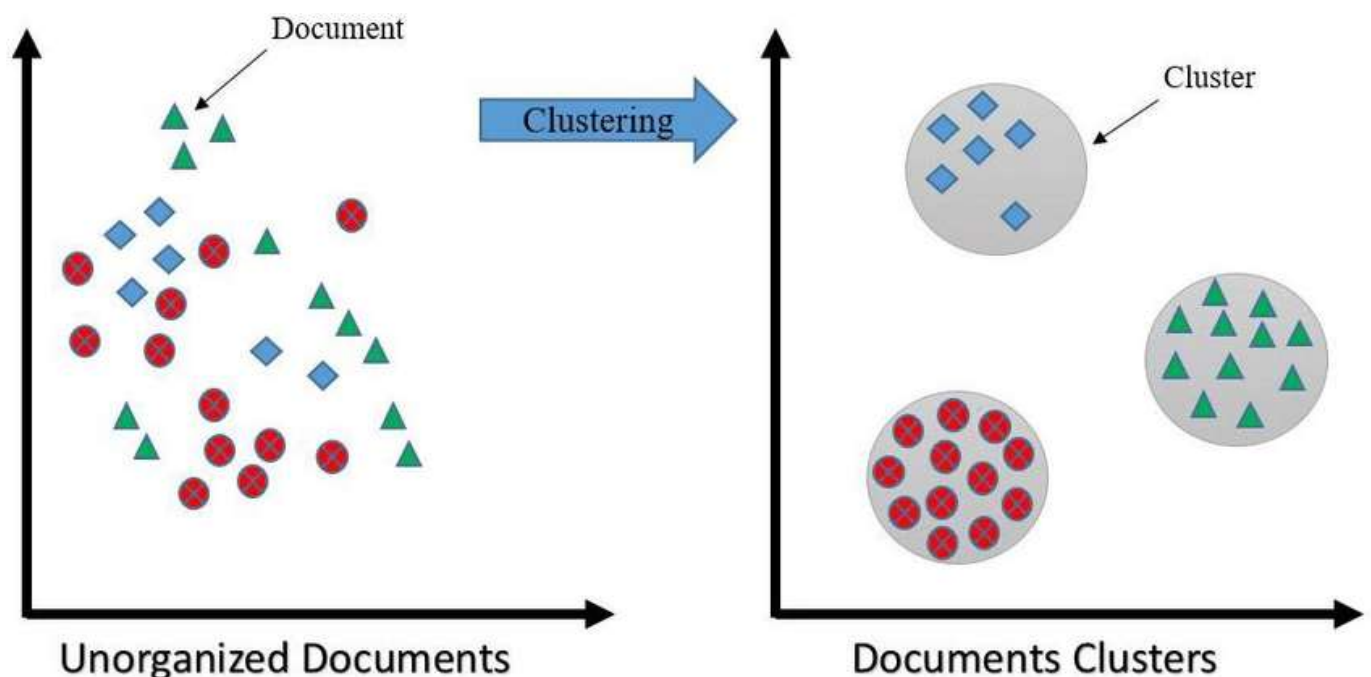 Document
Clustering
Cluster
Unorganized Documents
Documents Clusters